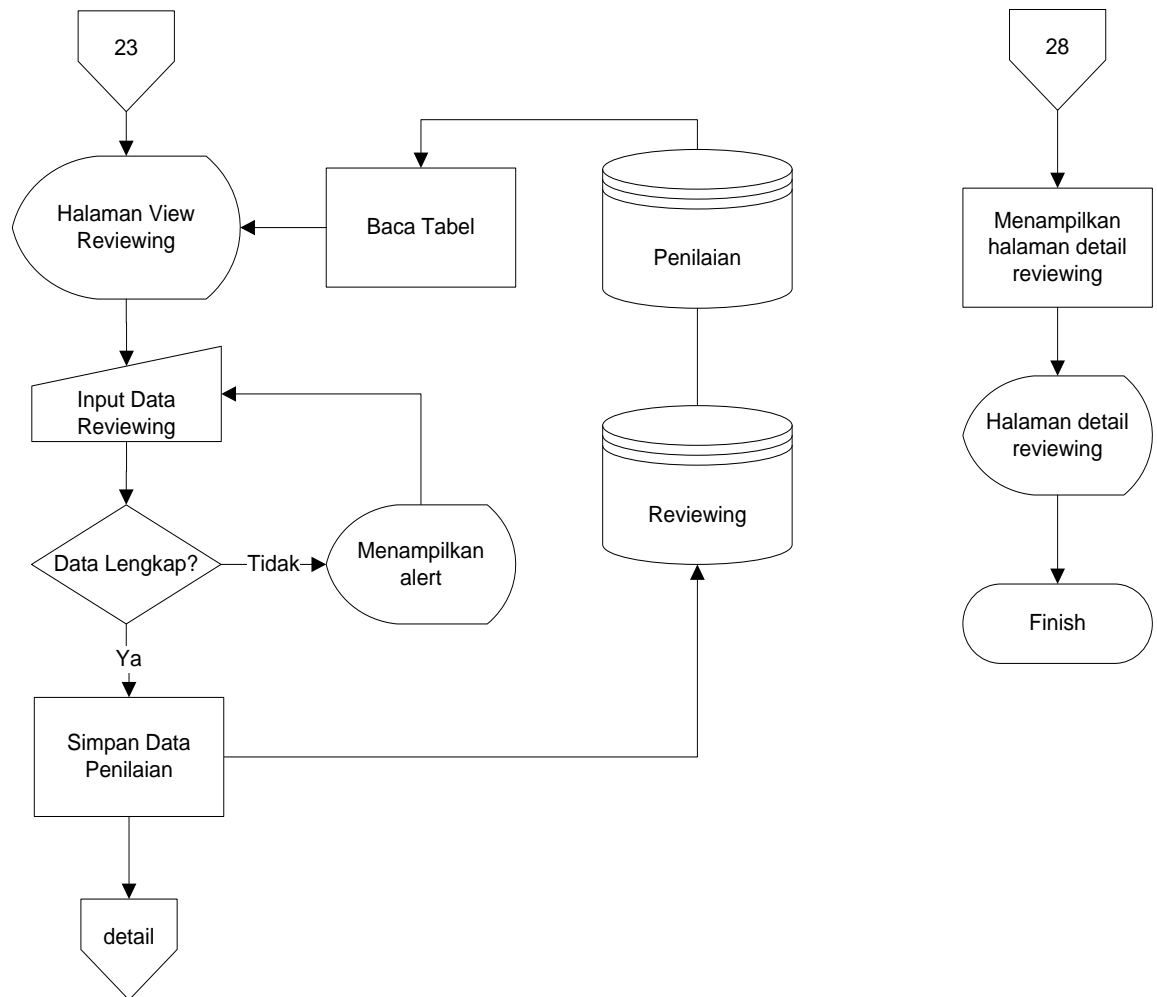 23
28
Halaman View
Reviewing
Baca Tabel
Penilaian
Menampilkan
halaman detail
reviewing
Input Data
Reviewing
Halaman detail
reviewing
Reviewing
Data Lengkap?
Tidak
Menampilkan
alert
Finish
Ya
Simpan Data
Penilaian
detail